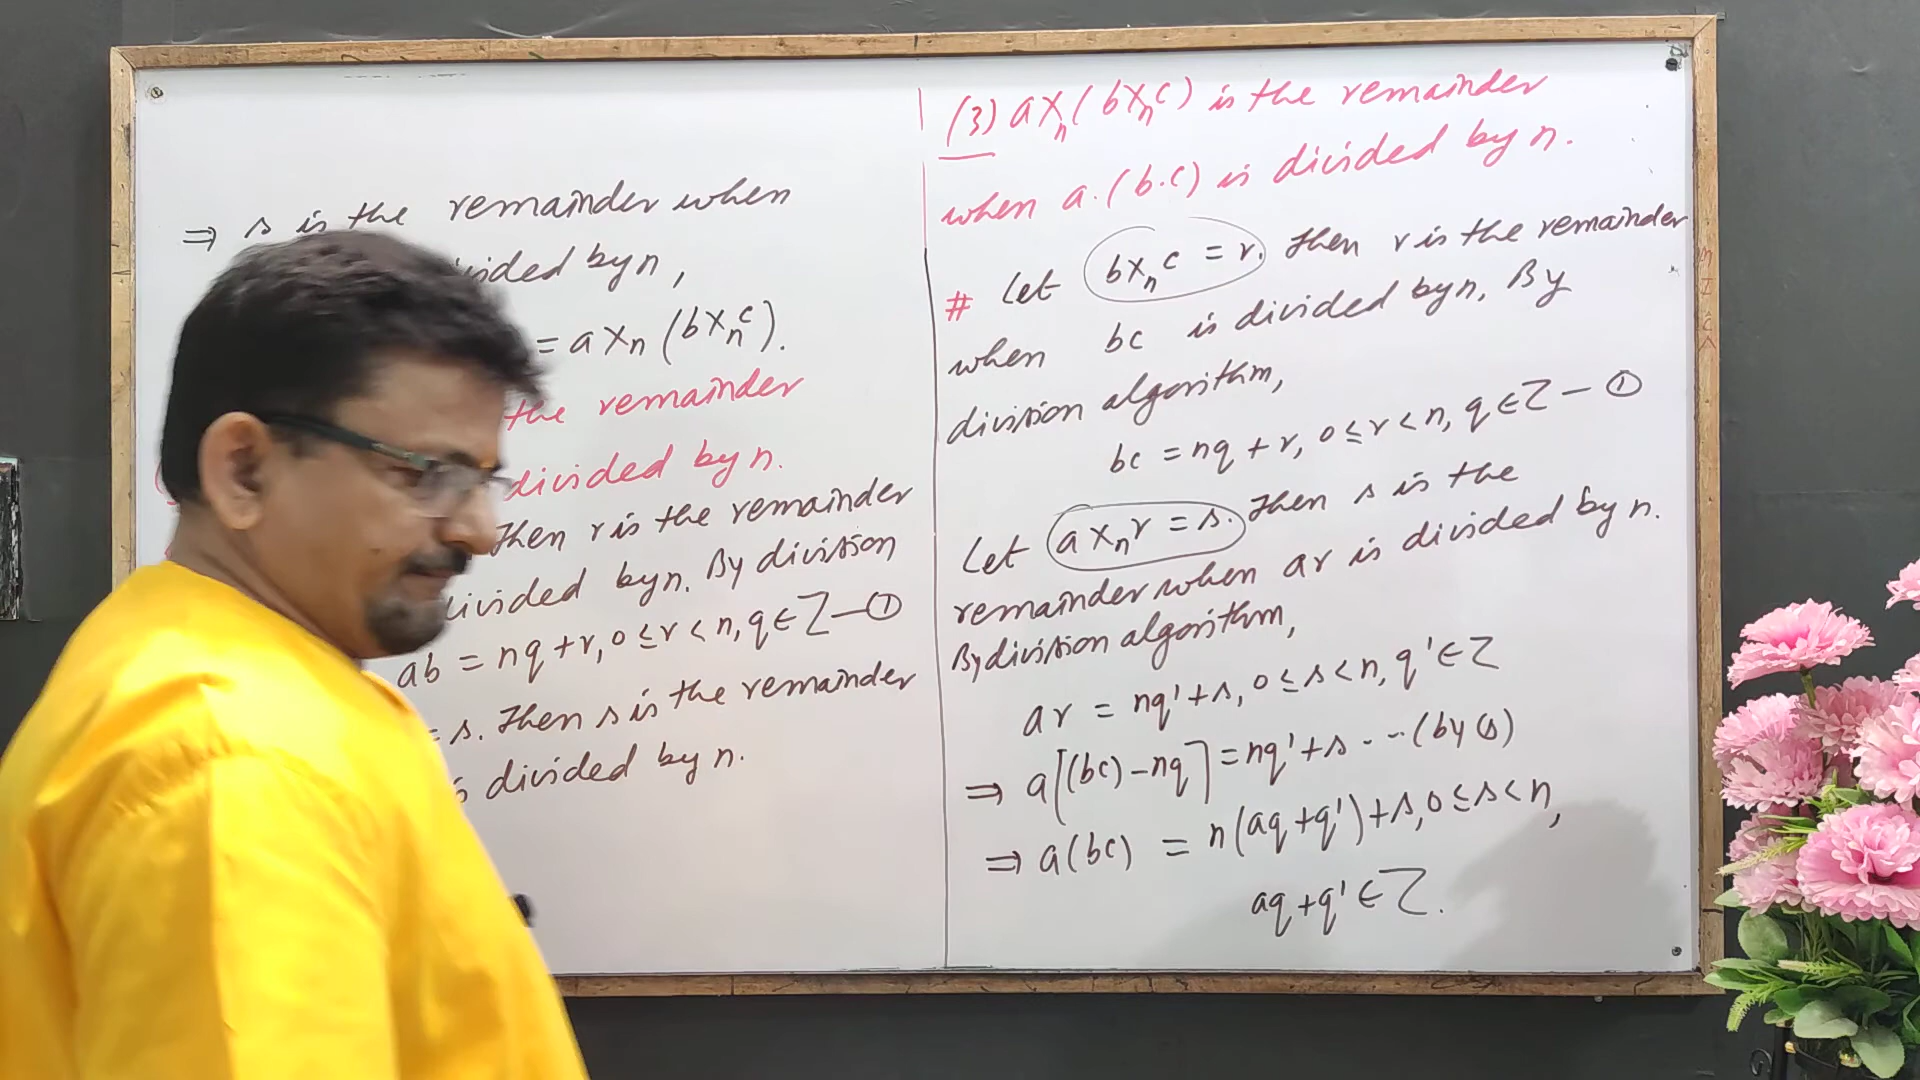 ⇒ s is the remainder when
divided by n,
= a ×ₙ (b ×ₙ c).
the remainder
divided by n.
Then r is the remainder
divided by n. By division
ab = nq + r, 0 ≤ r < n, q ∈ Z — ①
= s. Then s is the remainder
is divided by n.
(3) a ×ₙ (b ×ₙ c) is the remainder
when a.(b.c) is divided by n.
# Let b ×ₙ c = r. Then r is the remainder
when bc is divided by n. By
division algorithm,
bc = nq + r, 0 ≤ r < n, q ∈ Z — ①
Let a ×ₙ r = s. Then s is the
remainder when ar is divided by n.
By division algorithm,
ar = nq' + s, 0 ≤ s < n, q' ∈ Z
⇒ a[(bc) - nq] = nq' + s - - - (by ①)
⇒ a(bc) = n(aq + q') + s, 0 ≤ s < n,
aq + q' ∈ Z.